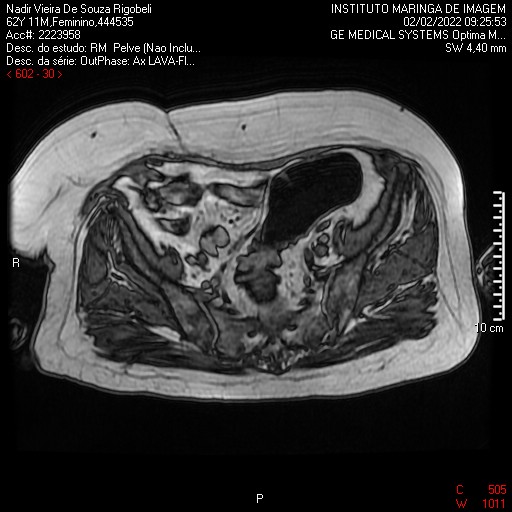 Nadir Vieira De Souza Rigobeli
62Y 11M,Feminino,444535
Acc#: 2223958
Desc. do estudo: RM Pelve (Nao Inclu...
Desc. da série: OutPhase: Ax LAVA-Fl...
< 602 - 30 >
INSTITUTO MARINGA DE IMAGEM
02/02/2022 09:25:53
GE MEDICAL SYSTEMS Optima M...
SW 4,40 mm
R
10 cm
P
C 505
W 1011